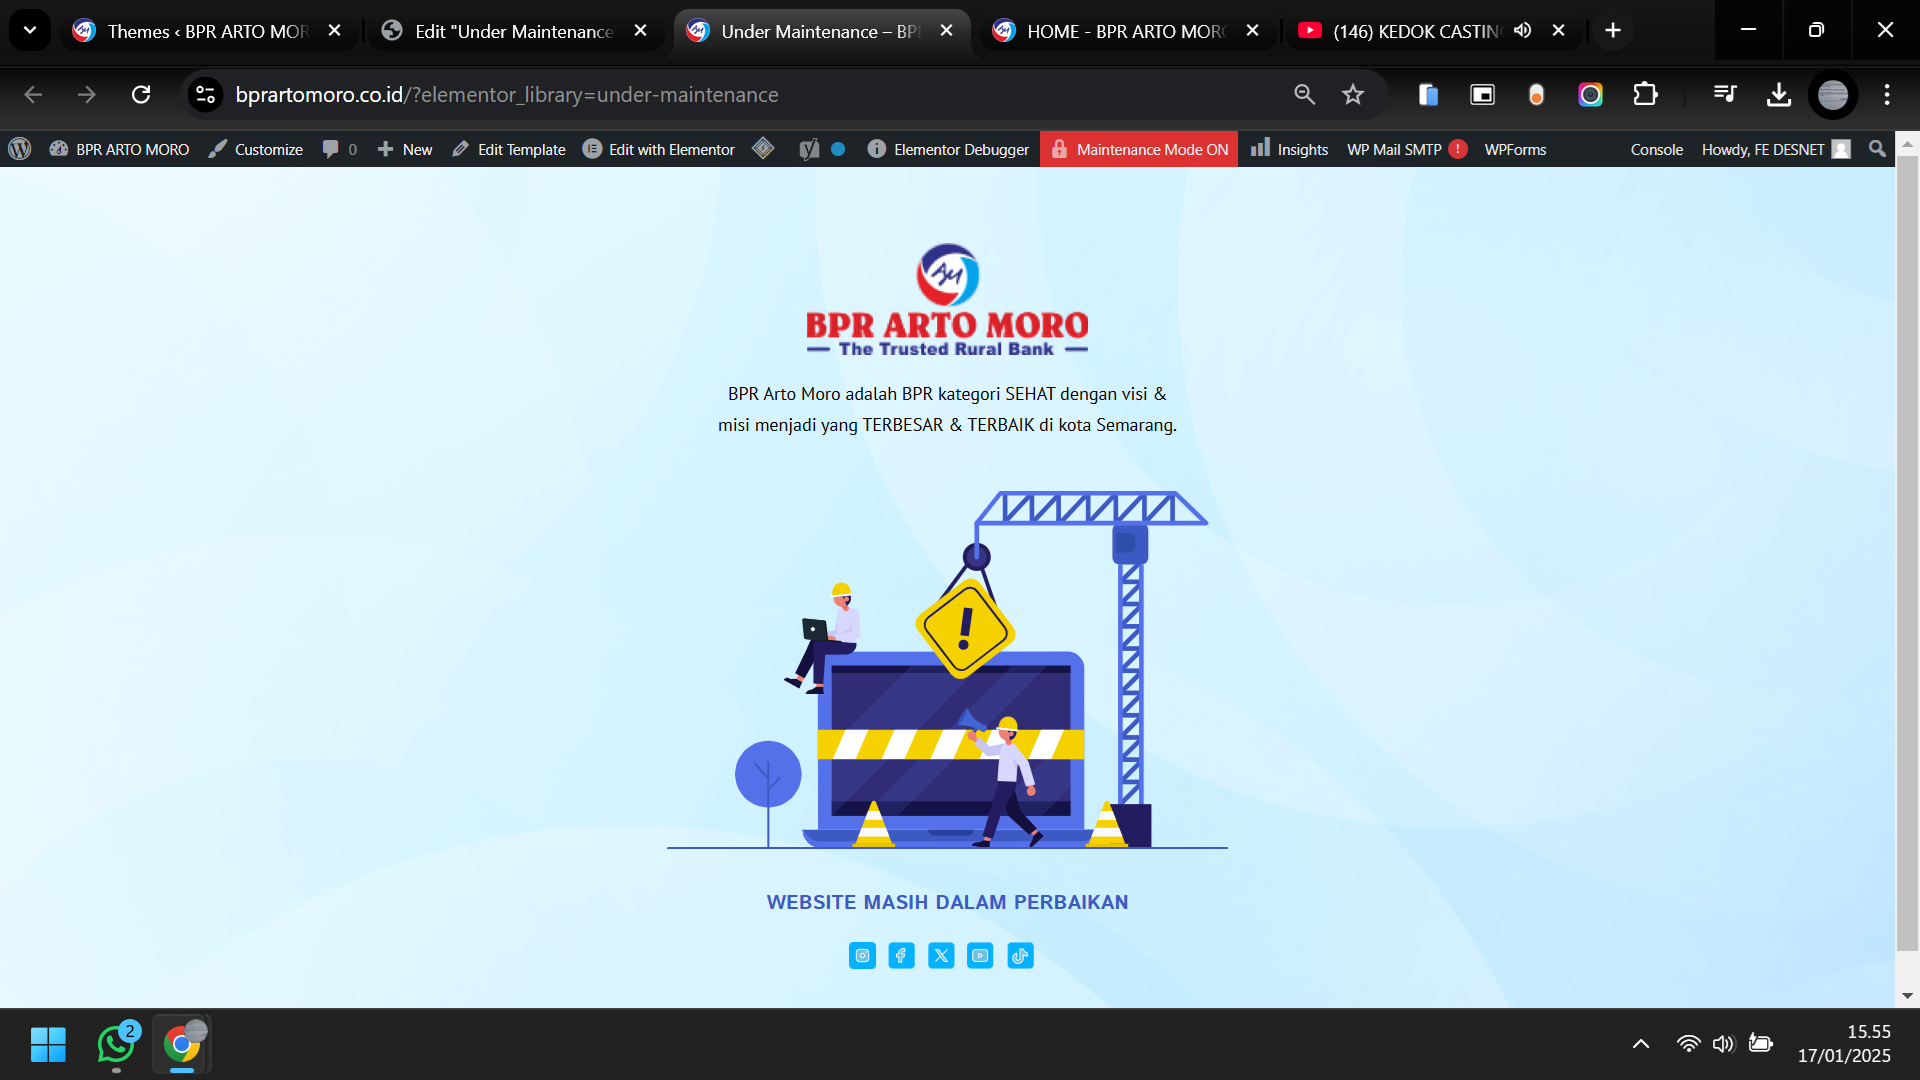 Themes ‹ BPR ARTO MOR
Edit "Under Maintenance
Under Maintenance – BP
HOME - BPR ARTO MOR
(146) KEDOK CASTIN
bprartomoro.co.id/?elementor_library=under-maintenance
BPR ARTO MORO
Customize
0
New
Edit Template
Edit with Elementor
Elementor Debugger
Maintenance Mode ON
Insights
WP Mail SMTP !
WPForms
Console
Howdy, FE DESNET
AM
BPR ARTO MORO
The Trusted Rural Bank
BPR Arto Moro adalah BPR kategori SEHAT dengan visi &
misi menjadi yang TERBESAR & TERBAIK di kota Semarang.
!
WEBSITE MASIH DALAM PERBAIKAN
2
15.55
17/01/2025